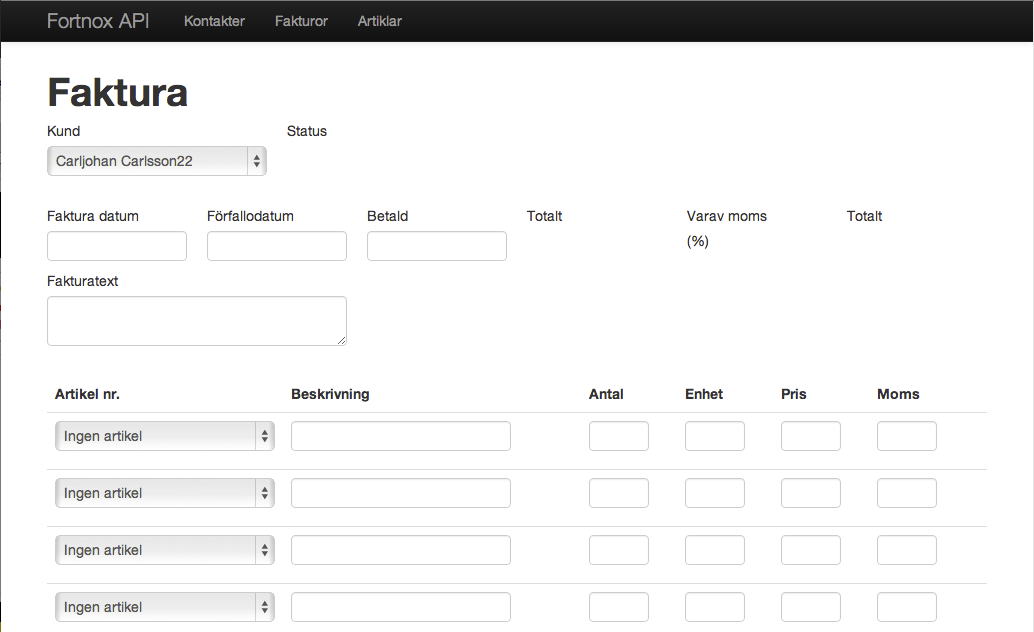 Fortnox API Kontakter Fakturor Artiklar
Faktura
Kund Status
Carljohan Carlsson22
Faktura datum Förfallodatum Betald Totalt Varav moms Totalt
(%)
Fakturatext
Artikel nr. Beskrivning Antal Enhet Pris Moms
Ingen artikel
Ingen artikel
Ingen artikel
Ingen artikel